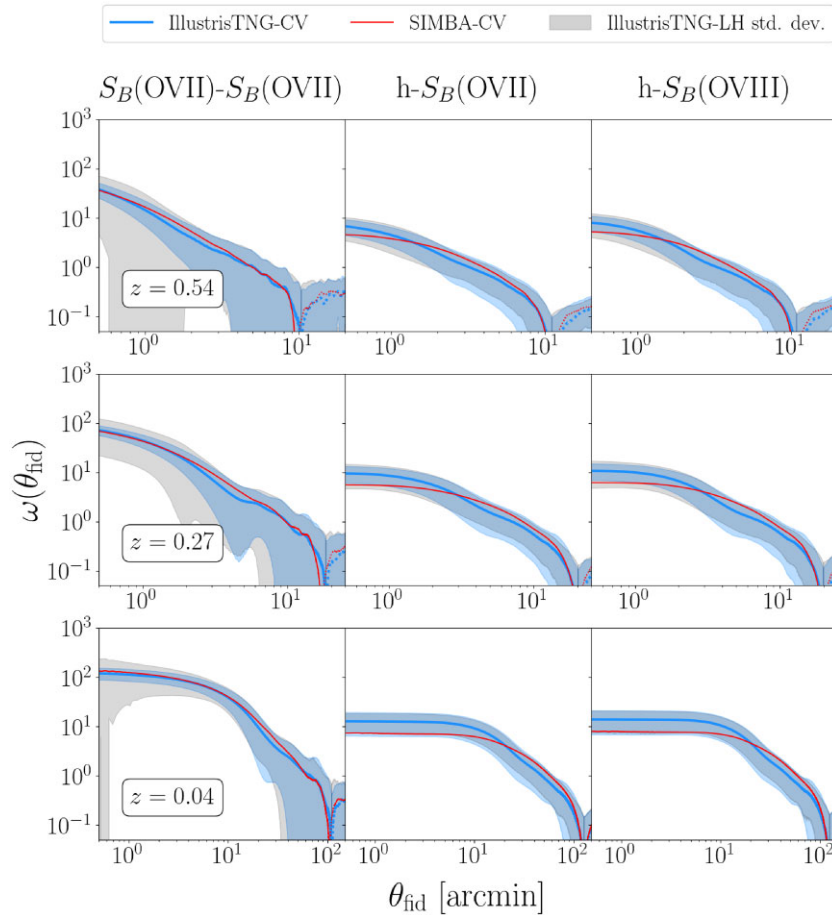 IllustrisTNG-CV SIMBA-CV IllustrisTNG-LH std. dev.
S_B(OVII)-S_B(OVII) h-S_B(OVII) h-S_B(OVIII)
10^3
10^2
10^1
10^0
10^-1
z = 0.54
10^0 10^1 10^0 10^1 10^0 10^1
10^3
10^2
10^1
10^0
10^-1
z = 0.27
10^0 10^1 10^0 10^1 10^0 10^1
ω(θ_fid)
10^3
10^2
10^1
10^0
10^-1
z = 0.04
10^0 10^1 10^2 10^0 10^1 10^2 10^0 10^1 10^2
θ_fid [arcmin]